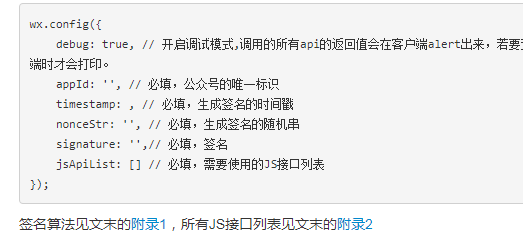 wx.config({
debug: true, // 开启调试模式,调用的所有api的返回值会在客户端alert出来，若要
端时才会打印。
appId: '', // 必填，公众号的唯一标识
timestamp: , // 必填，生成签名的时间戳
nonceStr: '', // 必填，生成签名的随机串
signature: '',// 必填，签名
jsApiList: [] // 必填，需要使用的JS接口列表
});
签名算法见文末的附录1，所有JS接口列表见文末的附录2